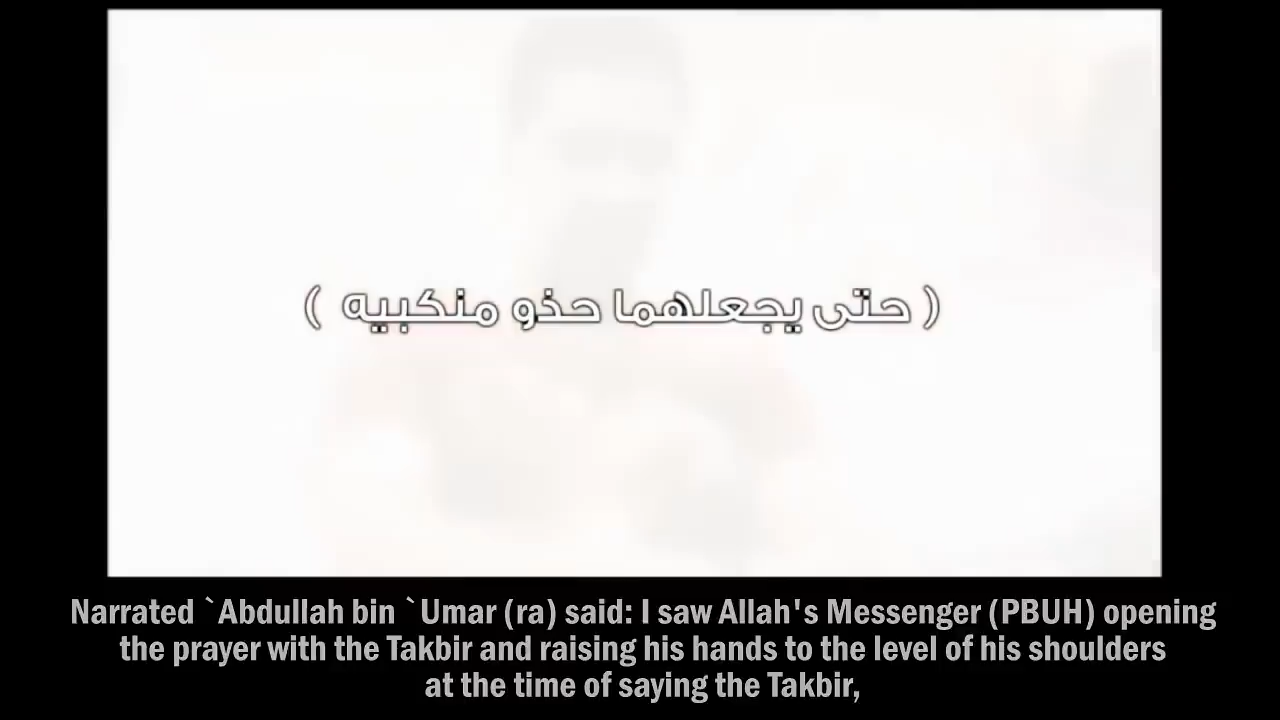 ( حتى يجعلهما حذو منكبيه )
Narrated `Abdullah bin `Umar (ra) said: I saw Allah's Messenger (PBUH) opening
the prayer with the Takbir and raising his hands to the level of his shoulders
at the time of saying the Takbir,